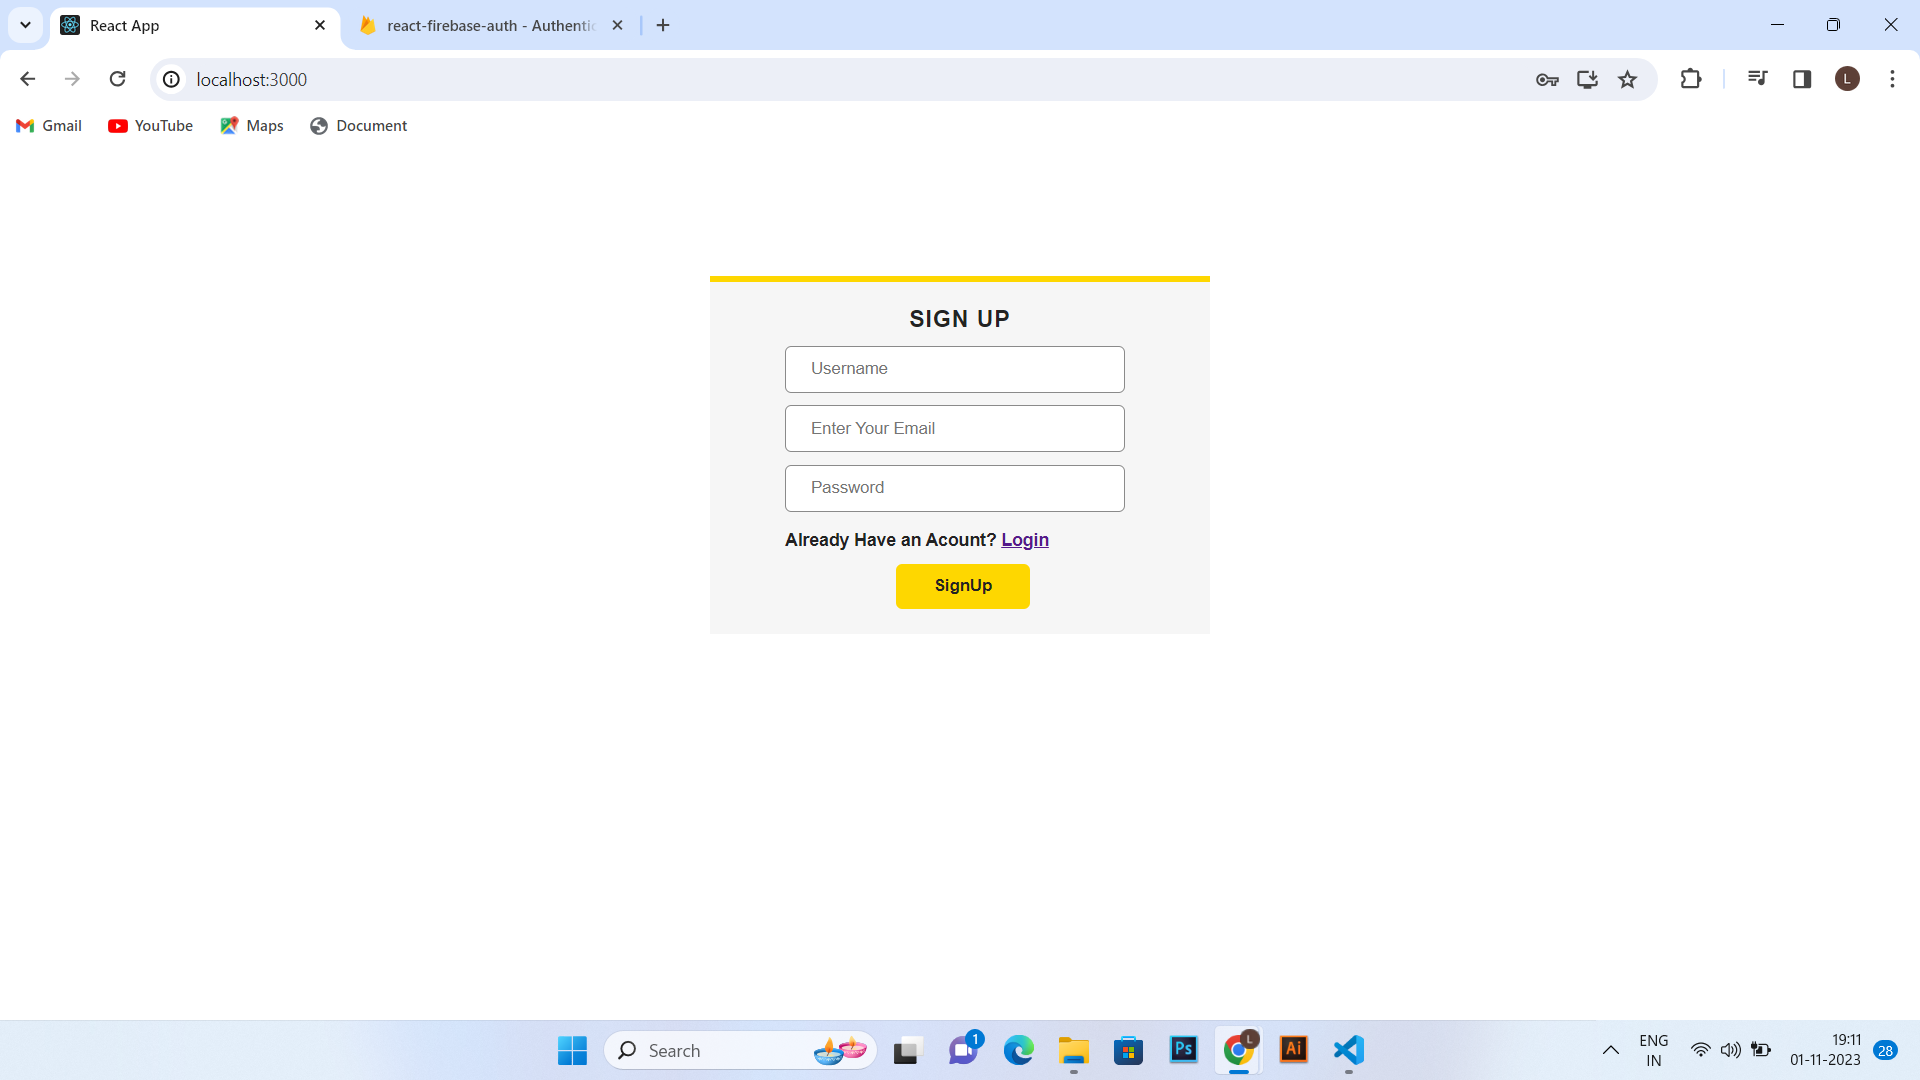 React App
react-firebase-auth - Authentic
localhost:3000
L
Gmail
YouTube
Maps
Document
SIGN UP
Username
Enter Your Email
Password
Already Have an Acount? Login
SignUp
Search
1
Ps
L
Ai
ENG
IN
19:11
01-11-2023
28